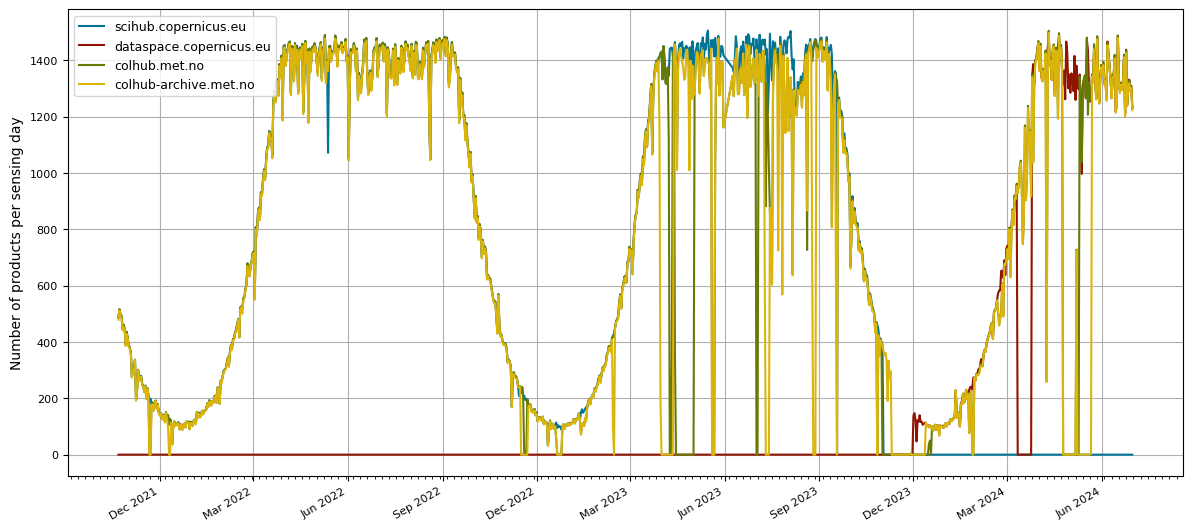 scihub.copernicus.eu
dataspace.copernicus.eu
colhub.met.no
colhub-archive.met.no
Number of products per sensing day
1400
1200
1000
800
600
400
200
0
Dec 2021
Mar 2022
Jun 2022
Sep 2022
Dec 2022
Mar 2023
Jun 2023
Sep 2023
Dec 2023
Mar 2024
Jun 2024